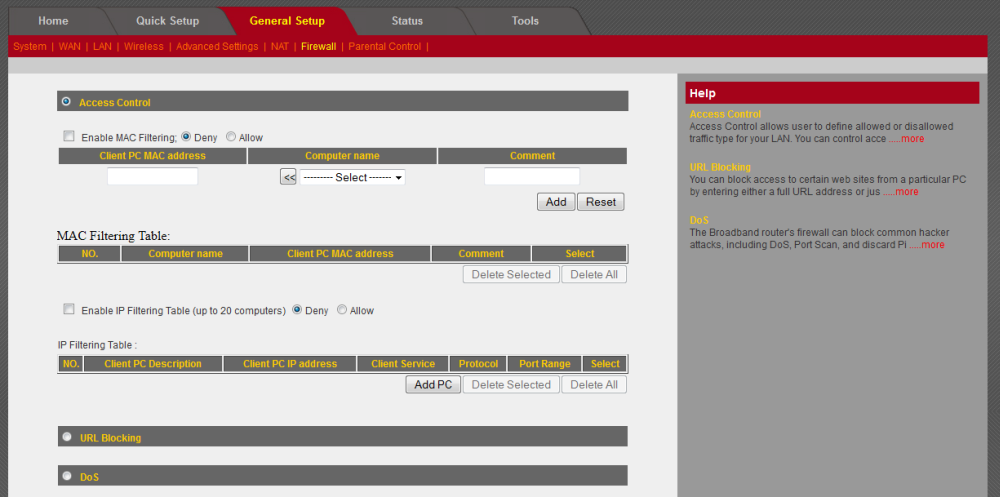 Home Quick Setup General Setup Status Tools
System | WAN | LAN | Wireless | Advanced Settings | NAT | Firewall | Parental Control |
Access Control
Enable MAC Filtering; Deny Allow
Client PC MAC address Computer name Comment
<< --------- Select -------
Add Reset
MAC Filtering Table:
NO. Computer name Client PC MAC address Comment Select
Delete Selected Delete All
Enable IP Filtering Table (up to 20 computers) Deny Allow
IP Filtering Table :
NO. Client PC Description Client PC IP address Client Service Protocol Port Range Select
Add PC Delete Selected Delete All
URL Blocking
DoS
Help
Access Control
Access Control allows user to define allowed or disallowed
traffic type for your LAN. You can control acce .....more
URL Blocking
You can block access to certain web sites from a particular PC
by entering either a full URL address or jus .....more
DoS
The Broadband router's firewall can block common hacker
attacks, including DoS, Port Scan, and discard Pi .....more